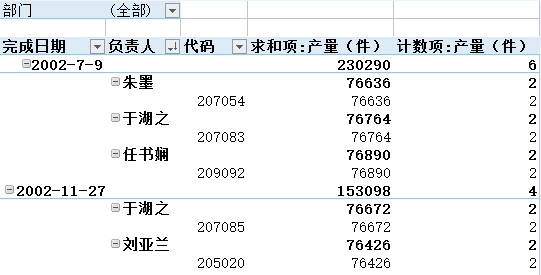 部门 (全部)
完成日期 负责人 代码 求和项:产量（件） 计数项:产量（件）
2002-7-9 230290 6
朱墨 76636 2
207054 76636 2
于湖之 76764 2
207083 76764 2
任书娴 76890 2
209092 76890 2
2002-11-27 153098 4
于湖之 76672 2
207085 76672 2
刘亚兰 76426 2
205020 76426 2